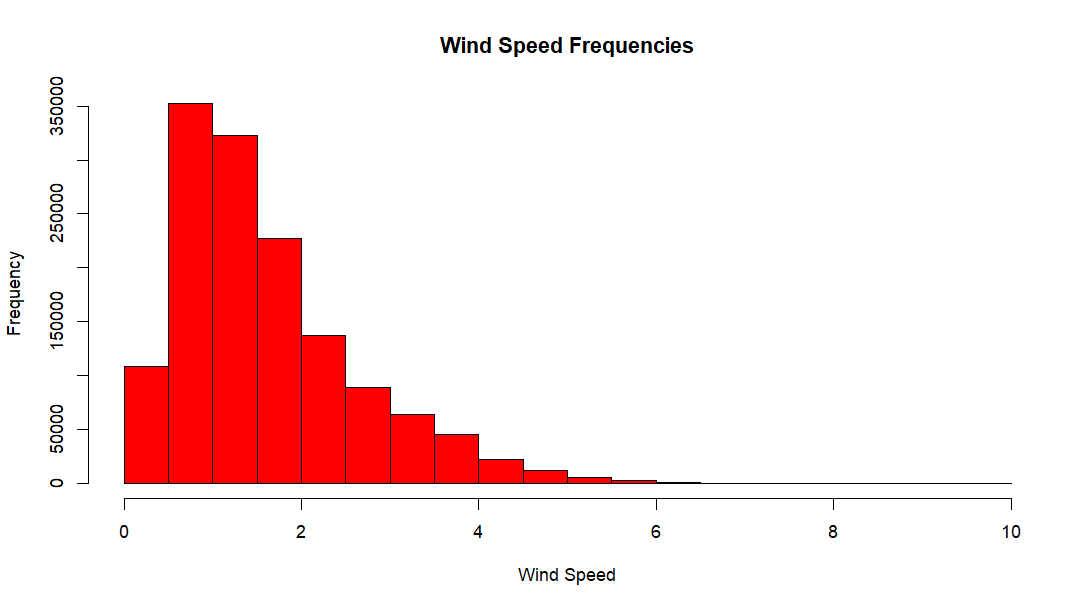 Wind Speed Frequencies
350000
250000
150000
50000
0
Frequency
0 2 4 6 8 10
Wind Speed